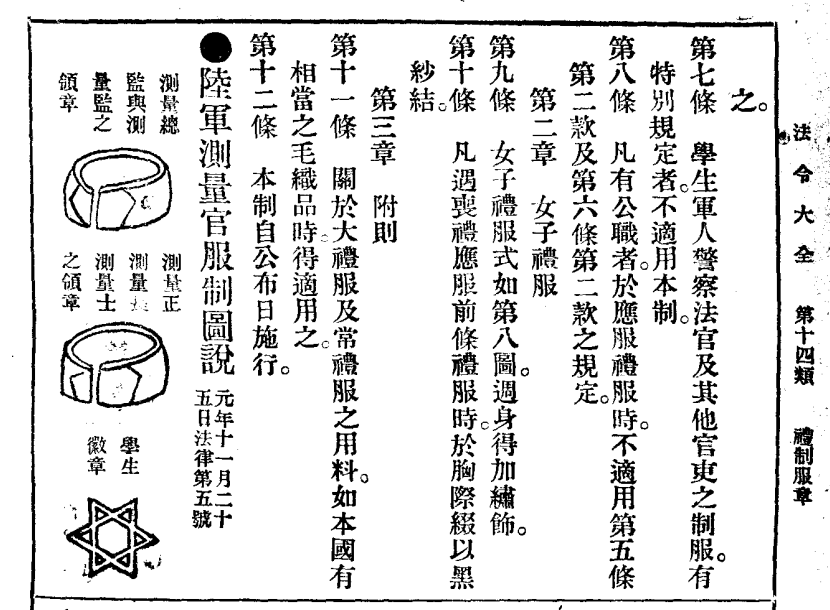 法令大全　第十四類　禮制服章
之。
第七條　學生軍人警察法官及其他官吏之制服。有
特別規定者。不適用本制。
第八條　凡有公職者。於應服禮服時。不適用第五條
第二款及第六條第二款之規定。
第二章　女子禮服
第九條　女子禮服式如第八圖。週身得加繡飾。
第十條　凡遇喪禮應服前條禮服時。於胸際綴以黑
紗結。
第三章　附則
第十一條　關於大禮服及常禮服之用料。如本國有
相當之毛織品時。得適用之。
第十二條　本制自公布日施行。
●陸軍測量官服制圖說
元年十一月二十
五日法律第五號
測量總
監與測
量監之
領章
測量正
測量
測量士
之領章
學生
徽章